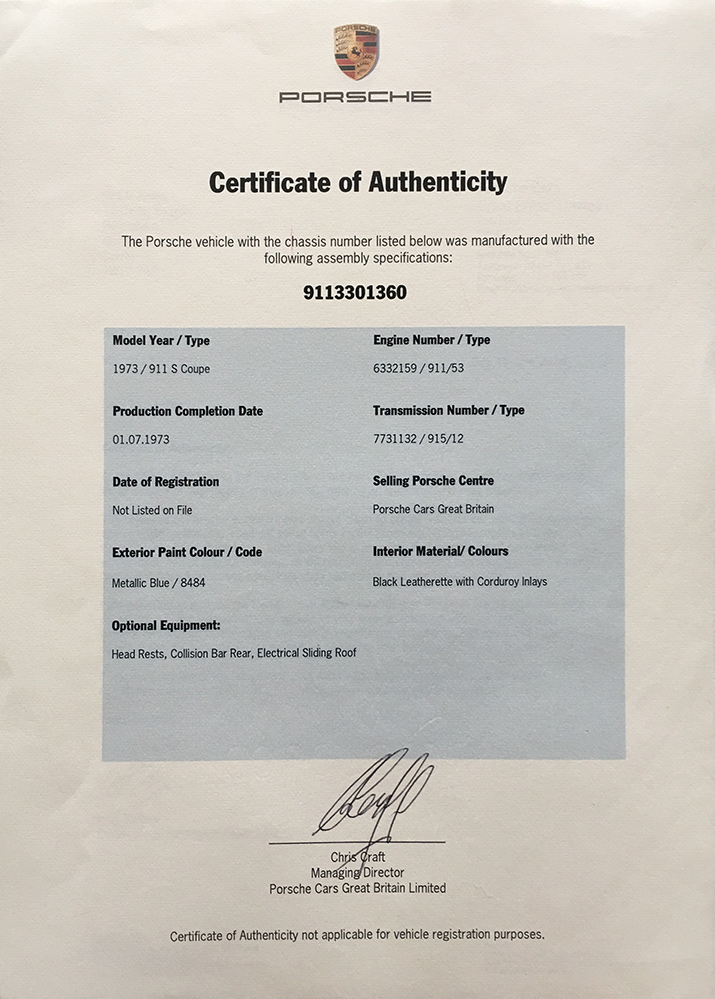 PORSCHE
PORSCHE
Certificate of Authenticity
The Porsche vehicle with the chassis number listed below was manufactured with the
following assembly specifications:
9113301360
Model Year / Type
1973 / 911 S Coupe
Engine Number / Type
6332159 / 911/53
Production Completion Date
01.07.1973
Transmission Number / Type
7731132 / 915/12
Date of Registration
Not Listed on File
Selling Porsche Centre
Porsche Cars Great Britain
Exterior Paint Colour / Code
Metallic Blue / 8484
Interior Material/ Colours
Black Leatherette with Corduroy Inlays
Optional Equipment:
Head Rests, Collision Bar Rear, Electrical Sliding Roof
Chris Craft
Managing Director
Porsche Cars Great Britain Limited
Certificate of Authenticity not applicable for vehicle registration purposes.